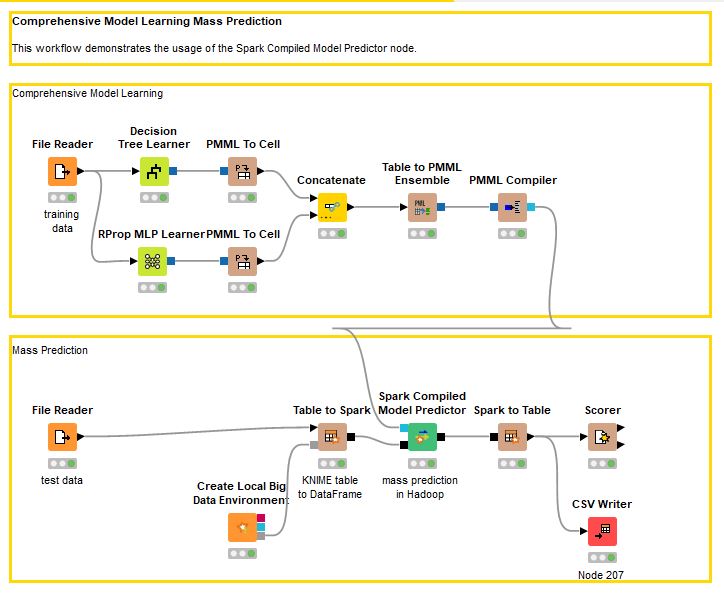 Comprehensive Model Learning Mass Prediction
This workflow demonstrates the usage of the Spark Compiled Model Predictor node.
Comprehensive Model Learning
File Reader
training
data
Decision
Tree Learner
PMML To Cell
RProp MLP Learner
PMML To Cell
Concatenate
Table to PMML
Ensemble
PMML Compiler
Mass Prediction
File Reader
test data
Create Local Big
Data Environment
Table to Spark
KNIME table
to DataFrame
Spark Compiled
Model Predictor
mass prediction
in Hadoop
Spark to Table
Scorer
CSV Writer
Node 207